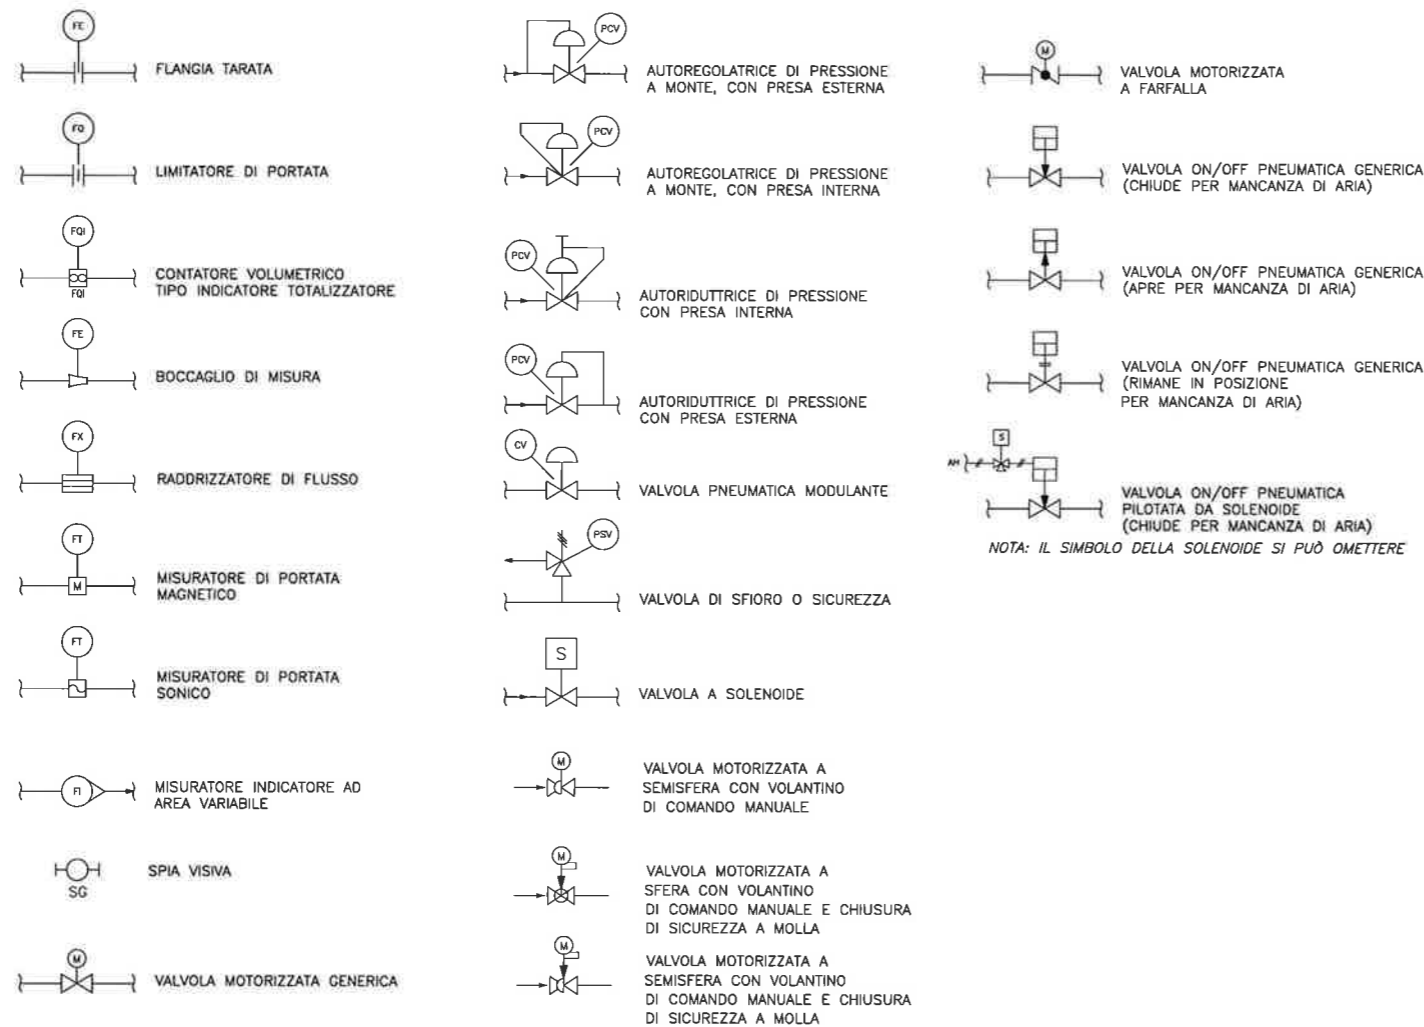 FE
FLANGIA TARATA
FQ
LIMITATORE DI PORTATA
FQI
FQI
CONTATORE VOLUMETRICO
TIPO INDICATORE TOTALIZZATORE
FE
BOCCAGLIO DI MISURA
FX
RADDRIZZATORE DI FLUSSO
FT
M
MISURATORE DI PORTATA
MAGNETICO
FT
MISURATORE DI PORTATA
SONICO
FI
MISURATORE INDICATORE AD
AREA VARIABILE
SG
SPIA VISIVA
M
VALVOLA MOTORIZZATA GENERICA
PCV
AUTOREGOLATRICE DI PRESSIONE
A MONTE, CON PRESA ESTERNA
PCV
AUTOREGOLATRICE DI PRESSIONE
A MONTE, CON PRESA INTERNA
PCV
AUTORIDUTTRICE DI PRESSIONE
CON PRESA INTERNA
PCV
AUTORIDUTTRICE DI PRESSIONE
CON PRESA ESTERNA
CV
VALVOLA PNEUMATICA MODULANTE
PSV
VALVOLA DI SFIORO O SICUREZZA
S
VALVOLA A SOLENOIDE
M
VALVOLA MOTORIZZATA A
SEMISFERA CON VOLANTINO
DI COMANDO MANUALE
M
VALVOLA MOTORIZZATA A
SFERA CON VOLANTINO
DI COMANDO MANUALE E CHIUSURA
DI SICUREZZA A MOLLA
M
VALVOLA MOTORIZZATA A
SEMISFERA CON VOLANTINO
DI COMANDO MANUALE E CHIUSURA
DI SICUREZZA A MOLLA
M
VALVOLA MOTORIZZATA
A FARFALLA
VALVOLA ON/OFF PNEUMATICA GENERICA
(CHIUDE PER MANCANZA DI ARIA)
VALVOLA ON/OFF PNEUMATICA GENERICA
(APRE PER MANCANZA DI ARIA)
VALVOLA ON/OFF PNEUMATICA GENERICA
(RIMANE IN POSIZIONE
PER MANCANZA DI ARIA)
S
AM
VALVOLA ON/OFF PNEUMATICA
PILOTATA DA SOLENOIDE
(CHIUDE PER MANCANZA DI ARIA)
NOTA: IL SIMBOLO DELLA SOLENOIDE SI PUÒ OMETTERE